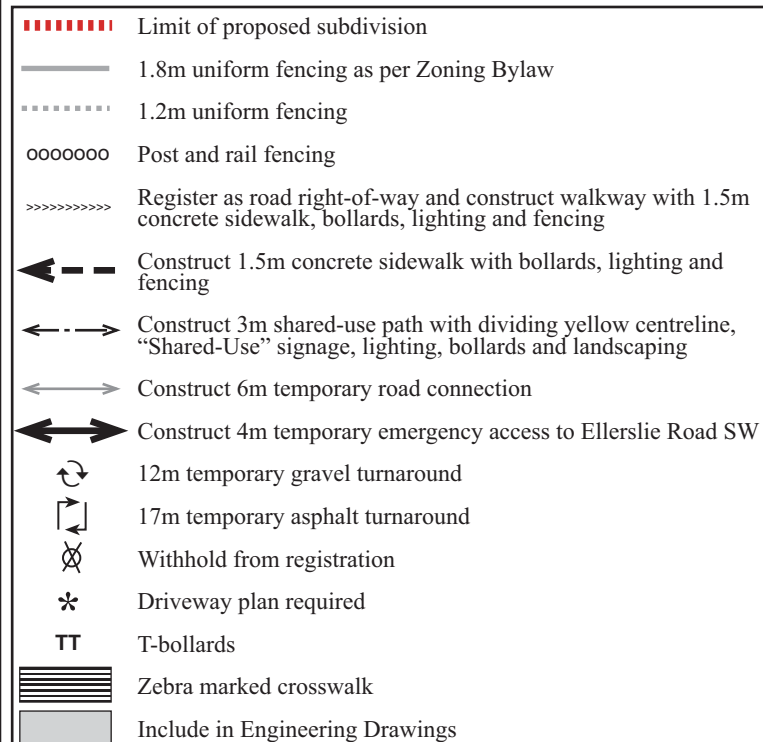 Limit of proposed subdivision
1.8m uniform fencing as per Zoning Bylaw
1.2m uniform fencing
ooooooo Post and rail fencing
>>>>>>>>>>> Register as road right-of-way and construct walkway with 1.5m
concrete sidewalk, bollards, lighting and fencing
Construct 1.5m concrete sidewalk with bollards, lighting and
fencing
Construct 3m shared-use path with dividing yellow centreline,
“Shared-Use” signage, lighting, bollards and landscaping
Construct 6m temporary road connection
Construct 4m temporary emergency access to Ellerslie Road SW
12m temporary gravel turnaround
17m temporary asphalt turnaround
Withhold from registration
* Driveway plan required
TT T-bollards
Zebra marked crosswalk
Include in Engineering Drawings